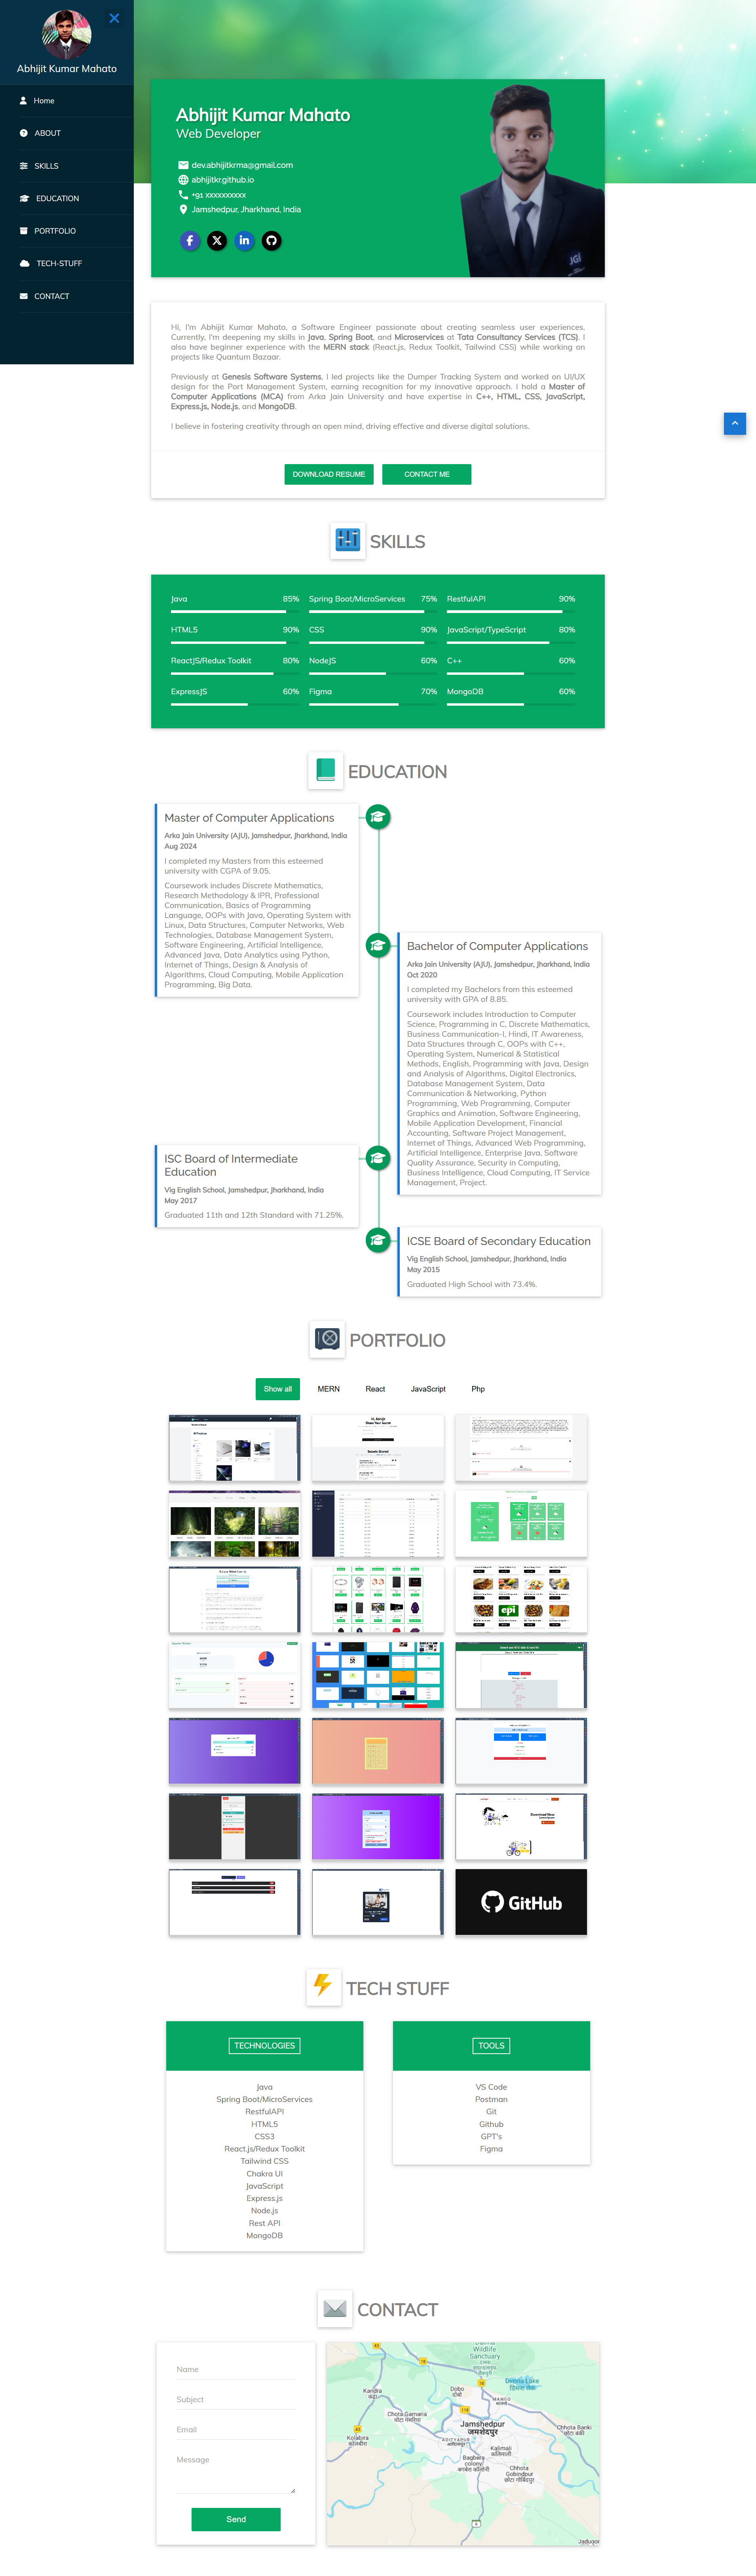 Abhijit Kumar Mahato
Home
ABOUT
SKILLS
EDUCATION
PORTFOLIO
TECH-STUFF
CONTACT
Abhijit Kumar Mahato
Web Developer
dev.abhijitkrma@gmail.com
abhijitkr.github.io
+91 xxxxxxxxxx
Jamshedpur, Jharkhand, India
JGi
Hi, I'm Abhijit Kumar Mahato, a Software Engineer passionate about creating seamless user experiences.
Currently, I'm deepening my skills in Java, Spring Boot, and Microservices at Tata Consultancy Services (TCS). I
also have beginner experience with the MERN stack (React.js, Redux Toolkit, Tailwind CSS) while working on
projects like Quantum Bazaar.
Previously at Genesis Software Systems, I led projects like the Dumper Tracking System and worked on UI/UX
design for the Port Management System, earning recognition for my innovative approach. I hold a Master of
Computer Applications (MCA) from Arka Jain University and have expertise in C++, HTML, CSS, JavaScript,
Express.js, Node.js, and MongoDB.
I believe in fostering creativity through an open mind, driving effective and diverse digital solutions.
DOWNLOAD RESUME
CONTACT ME
SKILLS
Java 85%
Spring Boot/MicroServices 75%
RestfulAPI 90%
HTML5 90%
CSS 90%
JavaScript/TypeScript 80%
ReactJS/Redux Toolkit 80%
NodeJS 60%
C++ 60%
ExpressJS 60%
Figma 70%
MongoDB 60%
EDUCATION
Master of Computer Applications
Arka Jain University (AJU), Jamshedpur, Jharkhand, India
Aug 2024
I completed my Masters from this esteemed
university with CGPA of 9.05.
Coursework includes Discrete Mathematics,
Research Methodology & IPR, Professional
Communication, Basics of Programming
Language, OOPs with Java, Operating System with
Linux, Data Structures, Computer Networks, Web
Technologies, Database Management System,
Software Engineering, Artificial Intelligence,
Advanced Java, Data Analytics using Python,
Internet of Things, Design & Analysis of
Algorithms, Cloud Computing, Mobile Application
Programming, Big Data.
Bachelor of Computer Applications
Arka Jain University (AJU), Jamshedpur, Jharkhand, India
Oct 2020
I completed my Bachelors from this esteemed
university with GPA of 8.85.
Coursework includes Introduction to Computer
Science, Programming in C, Discrete Mathematics,
Business Communication-I, Hindi, IT Awareness,
Data Structures through C, OOPs with C++,
Operating System, Numerical & Statistical
Methods, English, Programming with Java, Design
and Analysis of Algorithms, Digital Electronics,
Database Management System, Data
Communication & Networking, Python
Programming, Web Programming, Computer
Graphics and Animation, Software Engineering,
Mobile Application Development, Financial
Accounting, Software Project Management,
Internet of Things, Advanced Web Programming,
Artificial Intelligence, Enterprise Java, Software
Quality Assurance, Security in Computing,
Business Intelligence, Cloud Computing, IT Service
Management, Project.
ISC Board of Intermediate
Education
Vig English School, Jamshedpur, Jharkhand, India
May 2017
Graduated 11th and 12th Standard with 71.25%.
ICSE Board of Secondary Education
Vig English School, Jamshedpur, Jharkhand, India
May 2015
Graduated High School with 73.4%.
PORTFOLIO
Show all
MERN
React
JavaScript
Php
epi
GitHub
TECH STUFF
TECHNOLOGIES
Java
Spring Boot/MicroServices
RestfulAPI
HTML5
CSS3
React.js/Redux Toolkit
Tailwind CSS
Chakra UI
JavaScript
Express.js
Node.js
Rest API
MongoDB
TOOLS
VS Code
Postman
Git
Github
GPT's
Figma
CONTACT
Name
Subject
Email
Message
Send
43
Dalma
Wildlife
Sanctuary
18
Dimna Lake
Kandra
Dobo
18
MANGO
Chota Gamaria
Jamshedpur
जमशेदपुर
Chhota Banki
43
Kolabira
ADITYAPUR
Kalimali
Bagbera
colony
Chhota
Gobindpur
छोटा गोबिंदपुर
6
Jadugor